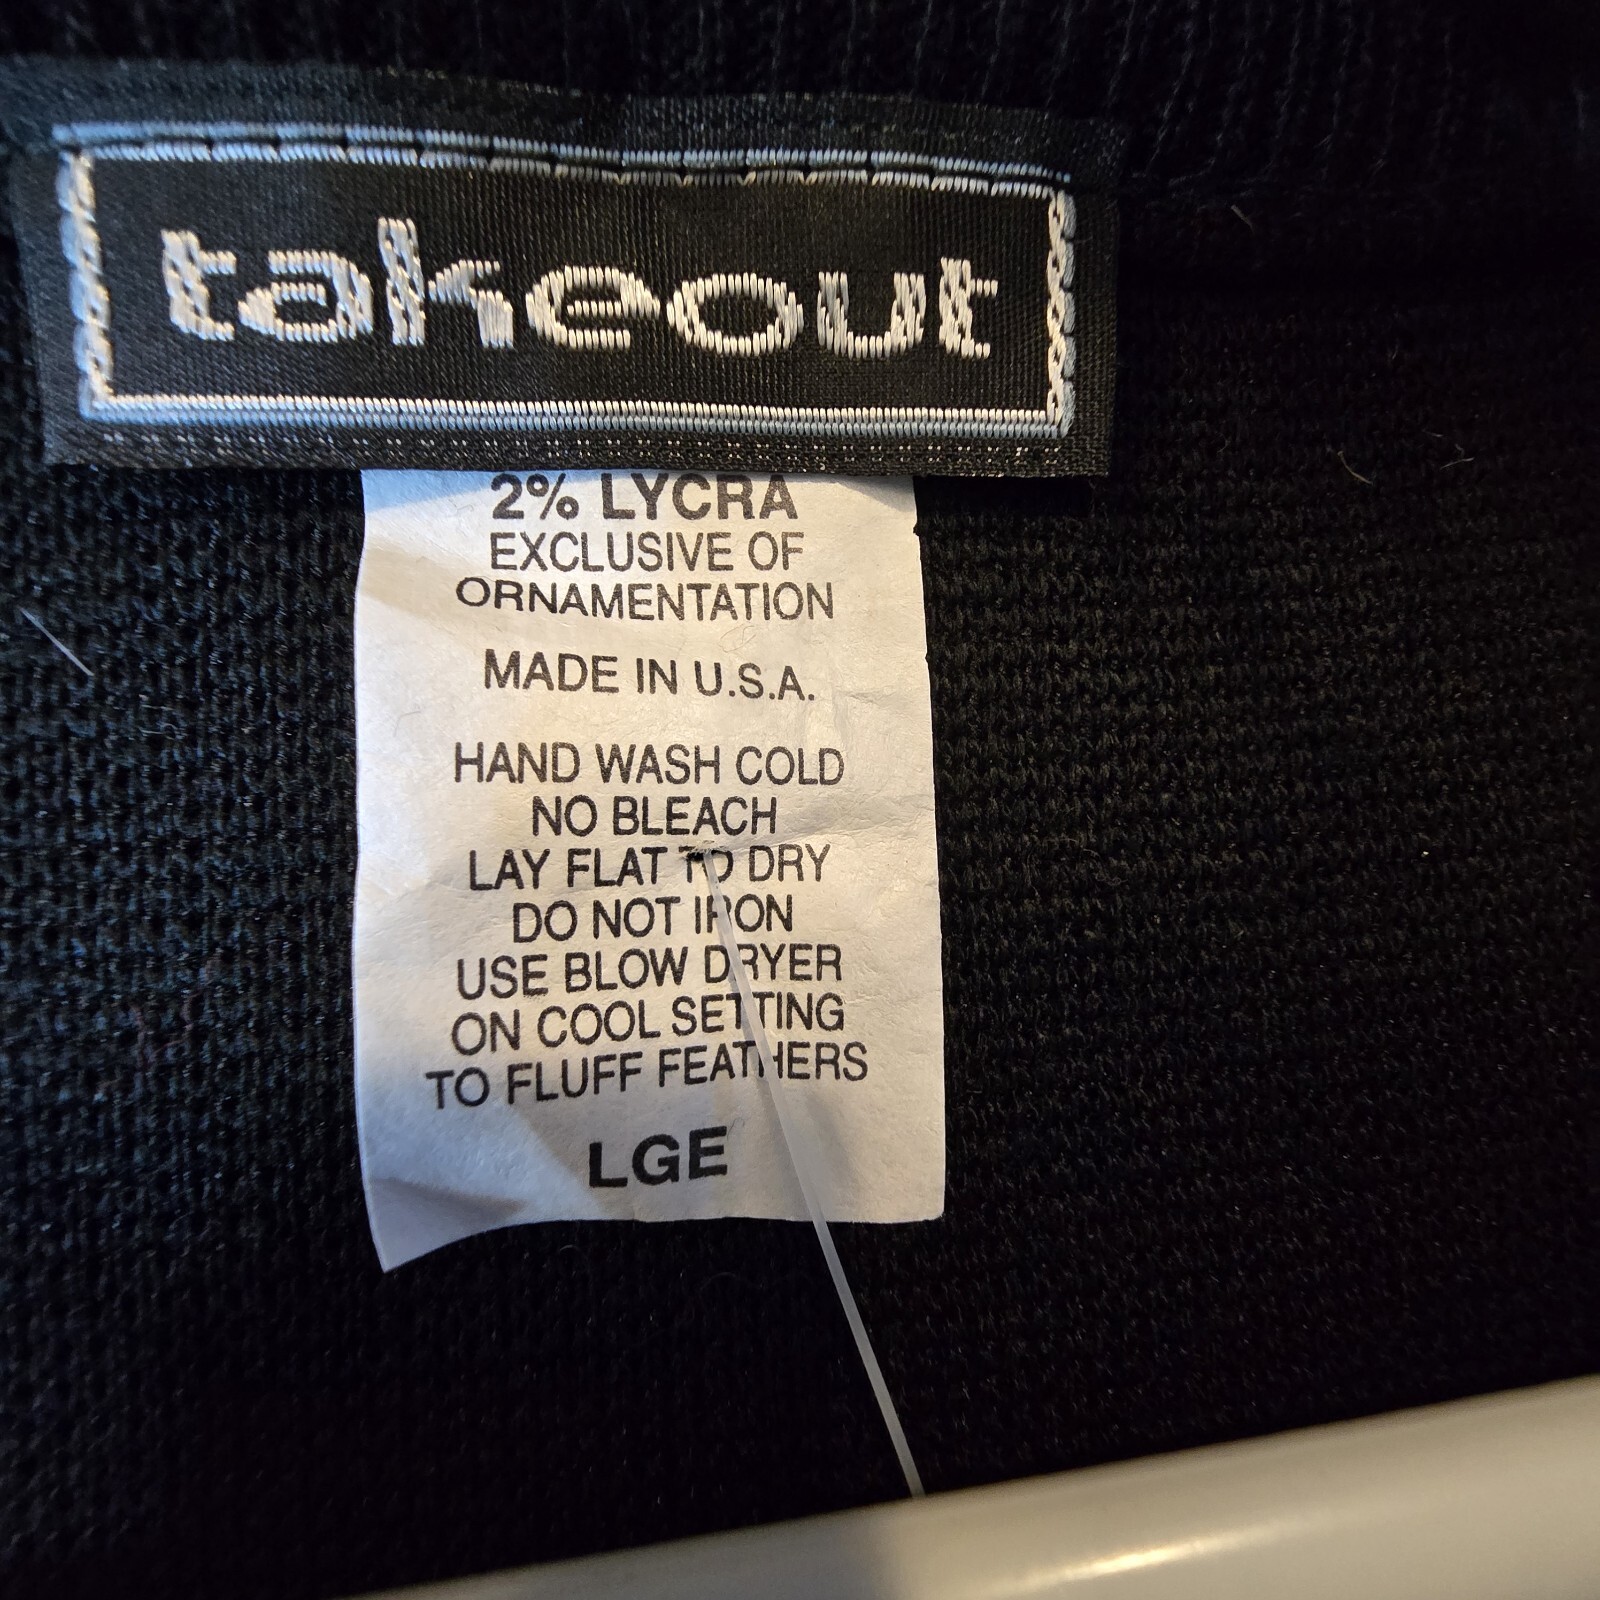 takeout
2% LYCRA
EXCLUSIVE OF
ORNAMENTATION
MADE IN U.S.A.
HAND WASH COLD
NO BLEACH
LAY FLAT TO DRY
DO NOT IRON
USE BLOW DRYER
ON COOL SETTING
TO FLUFF FEATHERS
LGE